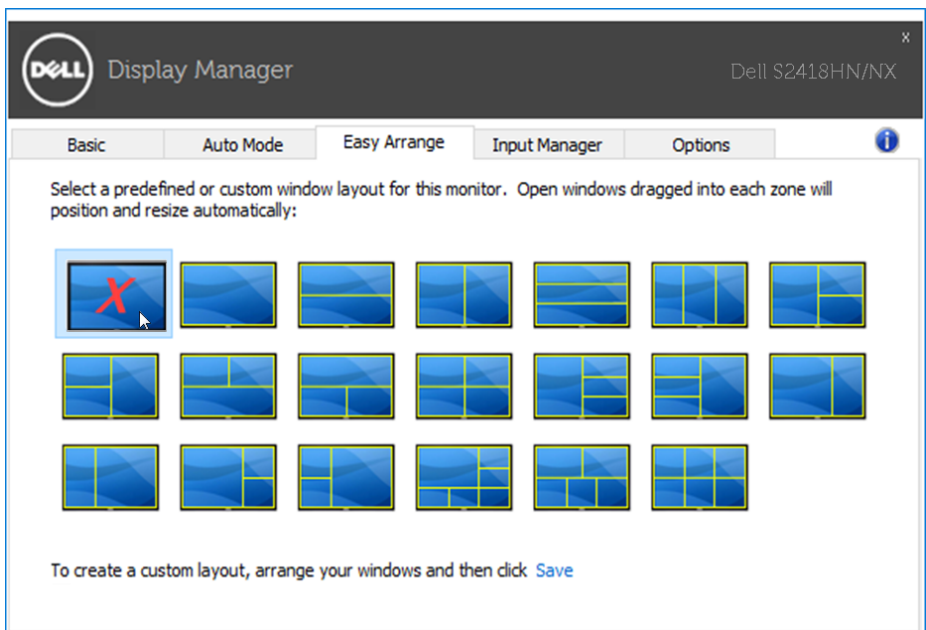 DELL Display Manager
x
Dell S2418HN/NX
Basic Auto Mode Easy Arrange Input Manager Options i
Select a predefined or custom window layout for this monitor. Open windows dragged into each zone will
position and resize automatically:
X
To create a custom layout, arrange your windows and then click Save